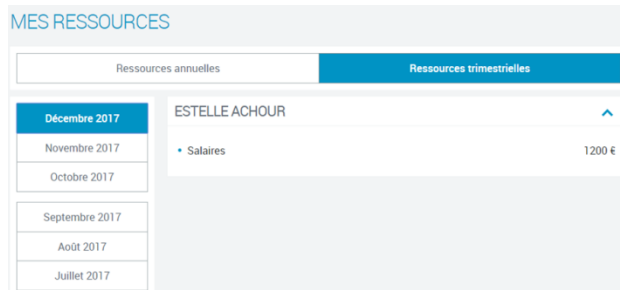 MES RESSOURCES
Ressources annuelles
Ressources trimestrielles
Décembre 2017
Novembre 2017
Octobre 2017
Septembre 2017
Août 2017
Juillet 2017
ESTELLE ACHOUR
• Salaires 1200 €